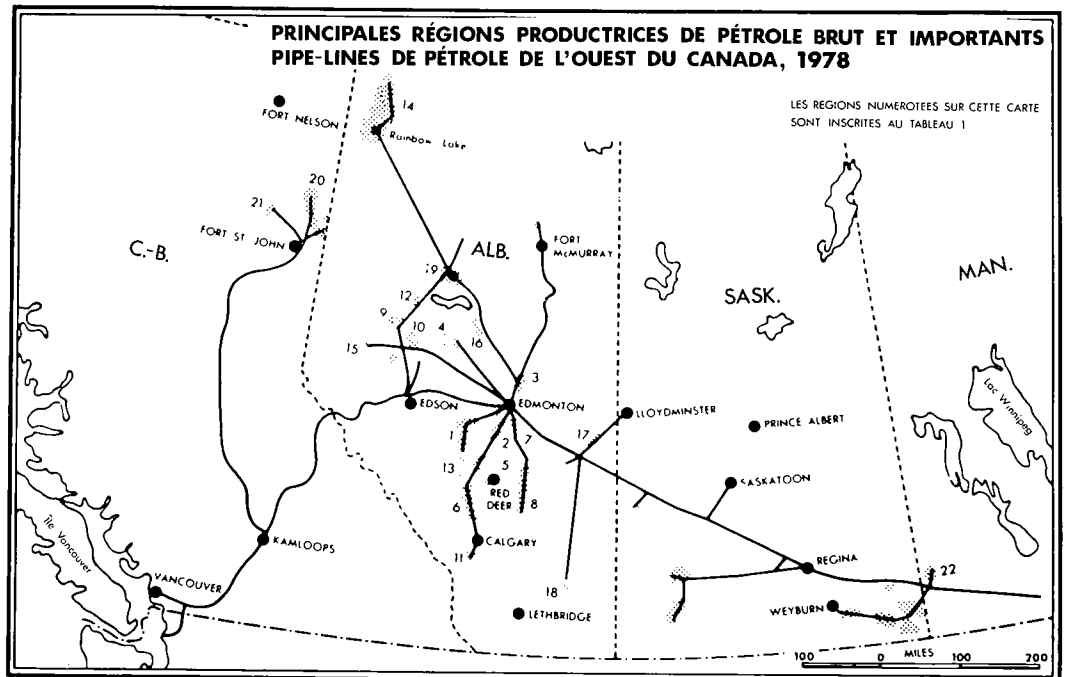 PRINCIPALES RÉGIONS PRODUCTRICES DE PÉTROLE BRUT ET IMPORTANTS
PIPE-LINES DE PÉTROLE DE L'OUEST DU CANADA, 1978
LES RÉGIONS NUMÉROTÉES SUR CETTE CARTE
SONT INSCRITES AU TABLEAU 1
14
FORT NELSON
Rainbow Lake
20
21
FORT ST JOHN
C.-B.
ALB.
FORT
McMURRAY
SASK.
MAN.
19
12
9
10
4
16
15
3
EDSON
EDMONTON
LLOYDMINSTER
PRINCE ALBERT
Lac Winnipeg
1
2
7
17
13
5
RED
DEER
SASKATOON
6
8
Île Vancouver
KAMLOOPS
11
CALGARY
REGINA
VANCOUVER
18
22
LETHBRIDGE
WEYBURN
100
0
MILES
100
200